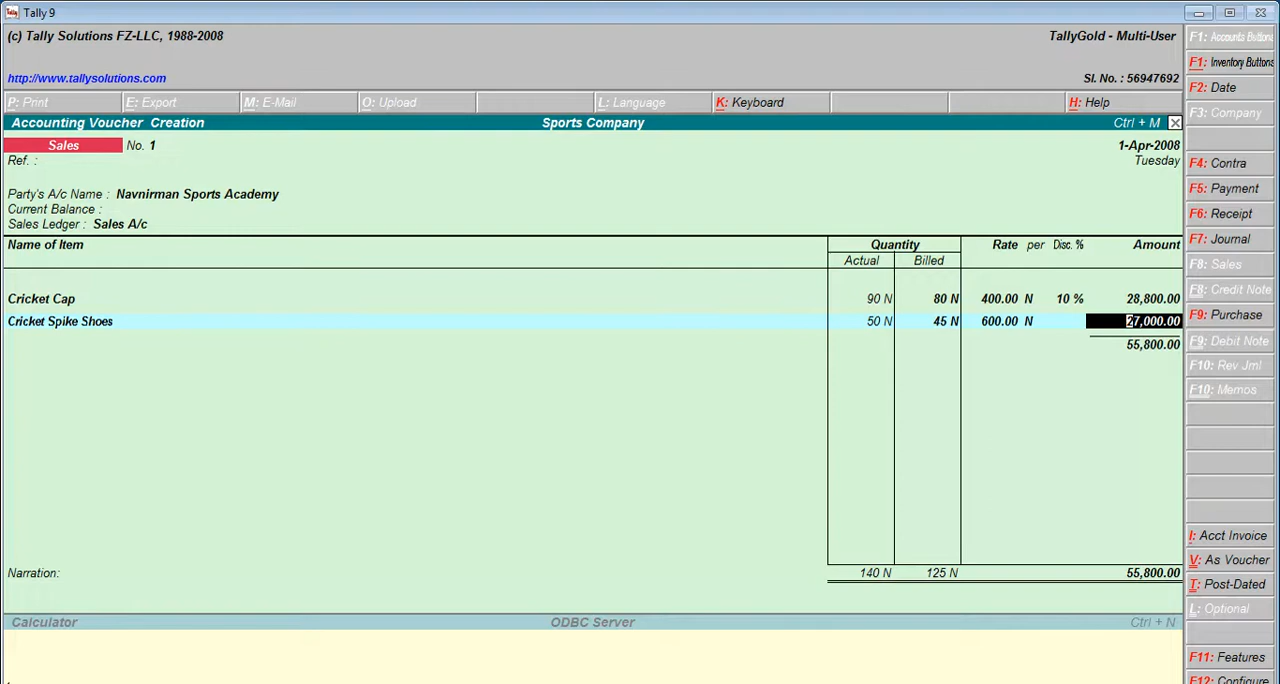 Tally 9
(c) Tally Solutions FZ-LLC, 1988-2008 TallyGold - Multi-User
http://www.tallysolutions.com Sl. No. : 56947692
P: Print E: Export M: E-Mail O: Upload L: Language K: Keyboard H: Help
Accounting Voucher Creation Sports Company Ctrl + M
Sales No. 1 1-Apr-2008
Ref. : Tuesday
Party's A/c Name : Navnirman Sports Academy
Current Balance :
Sales Ledger : Sales A/c
Name of Item Quantity Rate per Disc. % Amount
Actual Billed
Cricket Cap 90 N 80 N 400.00 N 10 % 28,800.00
Cricket Spike Shoes 50 N 45 N 600.00 N 27,000.00
55,800.00
Narration: 140 N 125 N 55,800.00
Calculator ODBC Server Ctrl + N
F1: Accounts Buttons
F1: Inventory Buttons
F2: Date
F3: Company
F4: Contra
F5: Payment
F6: Receipt
F7: Journal
F8: Sales
F8: Credit Note
F9: Purchase
F9: Debit Note
F10: Rev Jrnl
F10: Memos
I: Acct Invoice
V: As Voucher
T: Post-Dated
L: Optional
F11: Features
F12: Configure